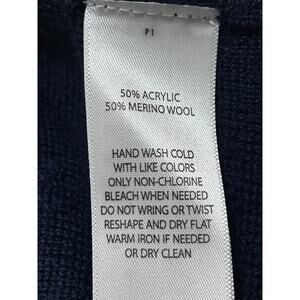 P1
50% ACRYLIC
50% MERINO WOOL
HAND WASH COLD
WITH LIKE COLORS
ONLY NON-CHLORINE
BLEACH WHEN NEEDED
DO NOT WRING OR TWIST
RESHAPE AND DRY FLAT
WARM IRON IF NEEDED
OR DRY CLEAN